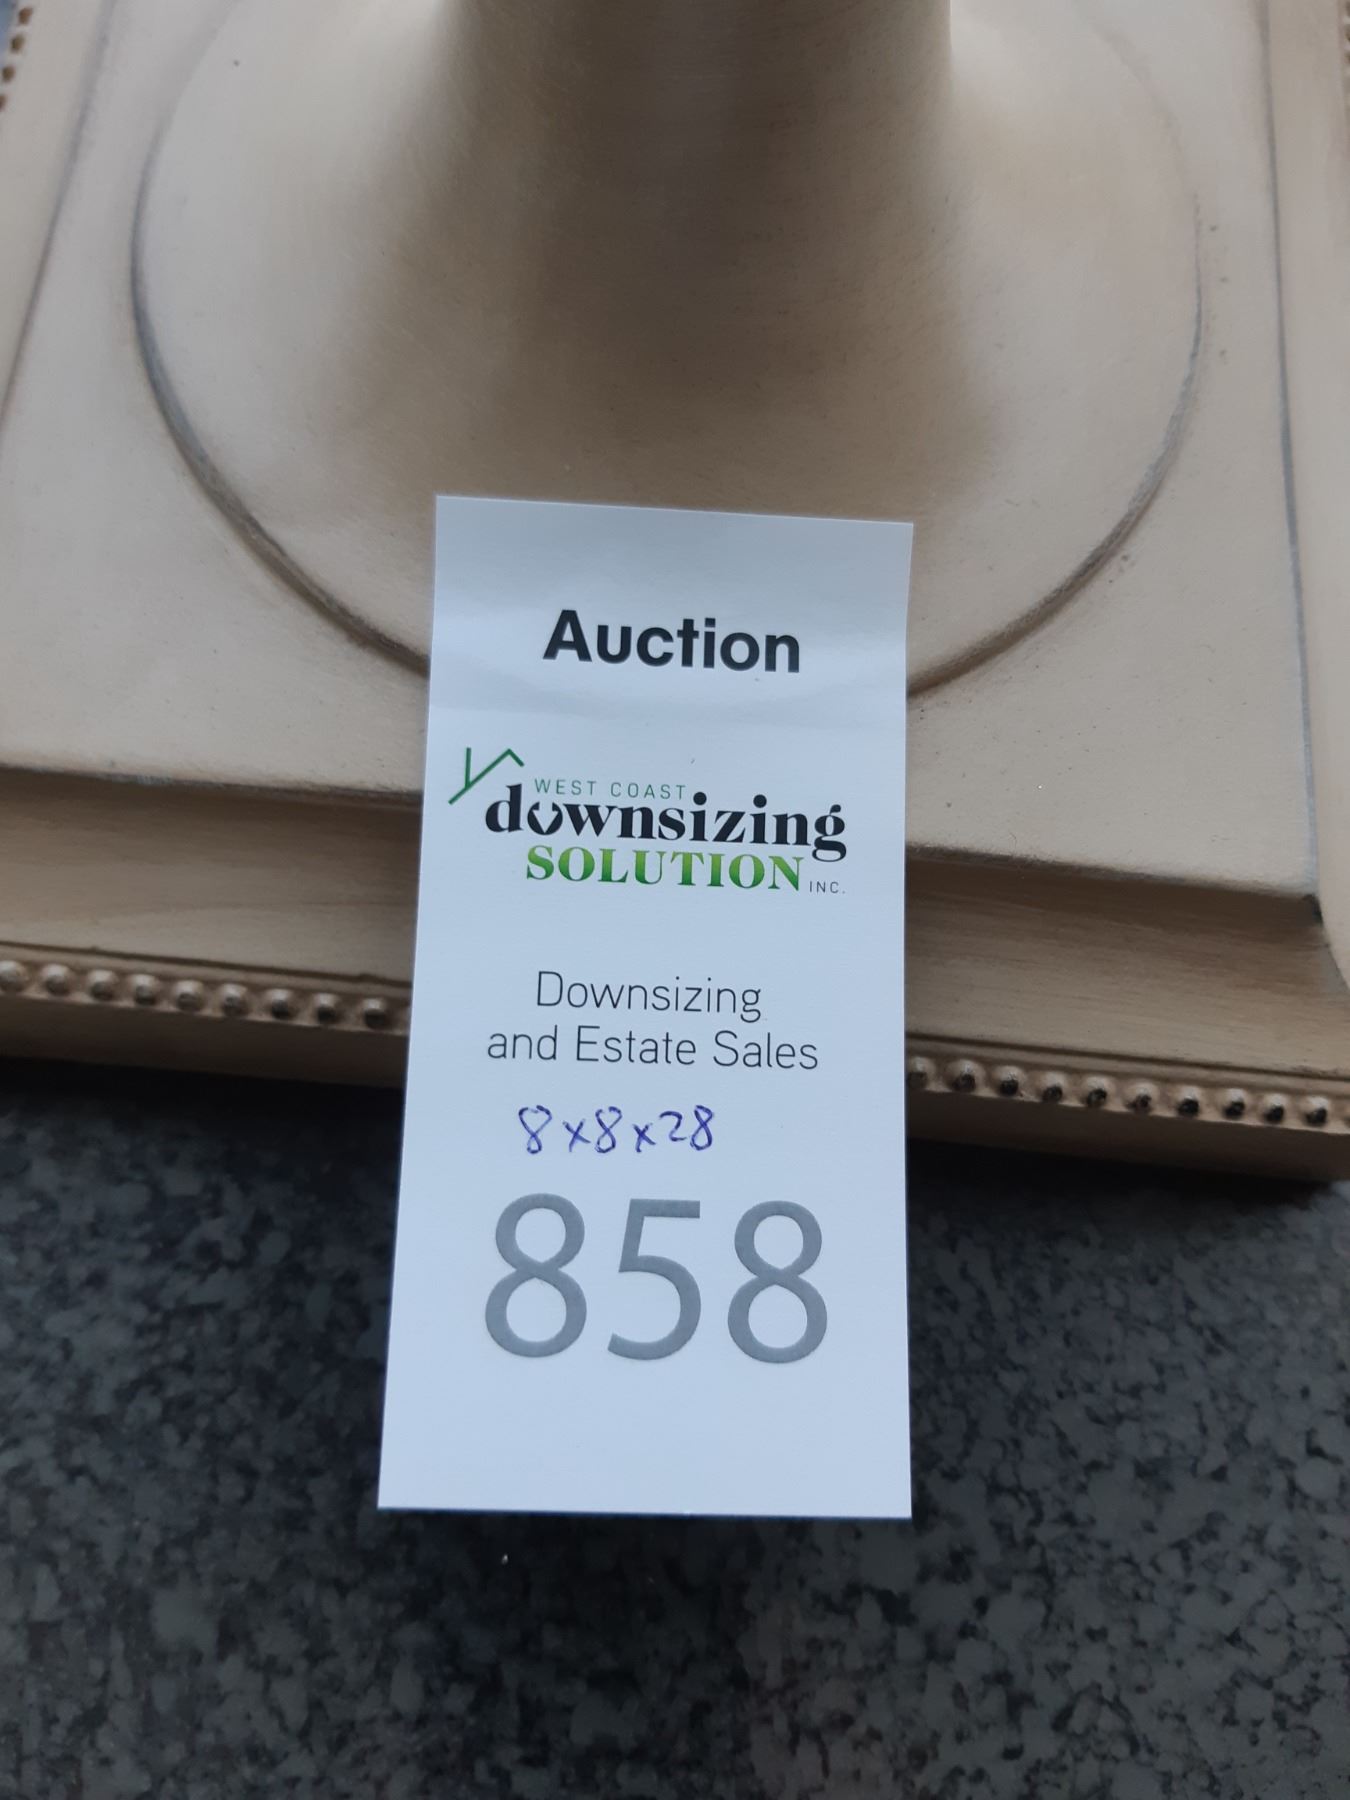 Auction
WEST COAST
downsizing
SOLUTION INC.
Downsizing
and Estate Sales
8x8x28
858